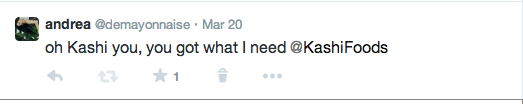 andrea @demayonnaise · Mar 20
oh Kashi you, you got what I need @KashiFoods
1